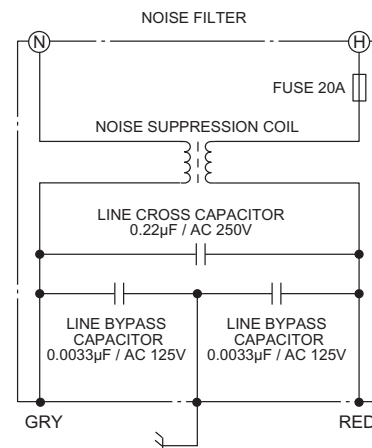 NOISE FILTER
N
H
FUSE 20A
NOISE SUPPRESSION COIL
LINE CROSS CAPACITOR
0.22µF / AC 250V
LINE BYPASS
CAPACITOR
0.0033µF / AC 125V
LINE BYPASS
CAPACITOR
0.0033µF / AC 125V
GRY
RED